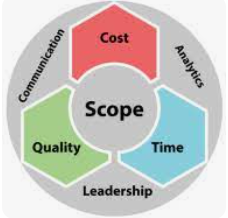 Cost
Communication
Analytics
Scope
Quality
Time
Leadership